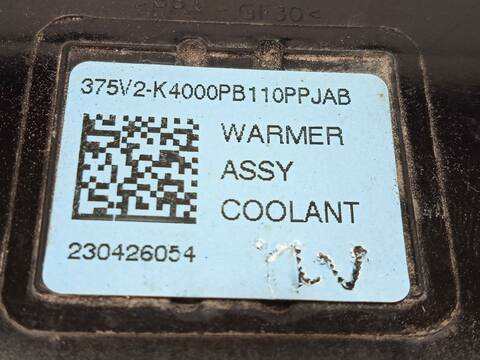 375V2-K4000PB110PPJAB
WARMER
ASSY
COOLANT
230426054